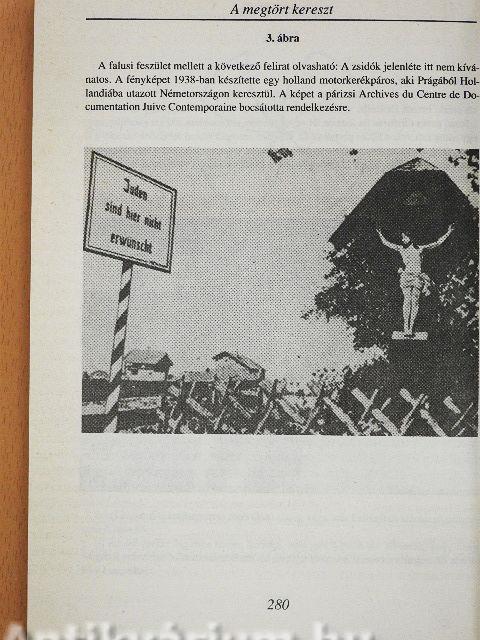 A megtört kereszt
3. ábra
A falusi feszület mellett a következő felirat olvasható: A zsidók jelenléte itt nem kívá-
natos. A fényképet 1938-ban készítette egy holland motorkerékpáros, aki Prágából Hol-
landiába utazott Németországon keresztül. A képet a párizsi Archives du Centre de Do-
cumentation Juive Contemporaine bocsátotta rendelkezésre.
Juden
sind hier nicht
erwünscht
280
Antikvárium.hu